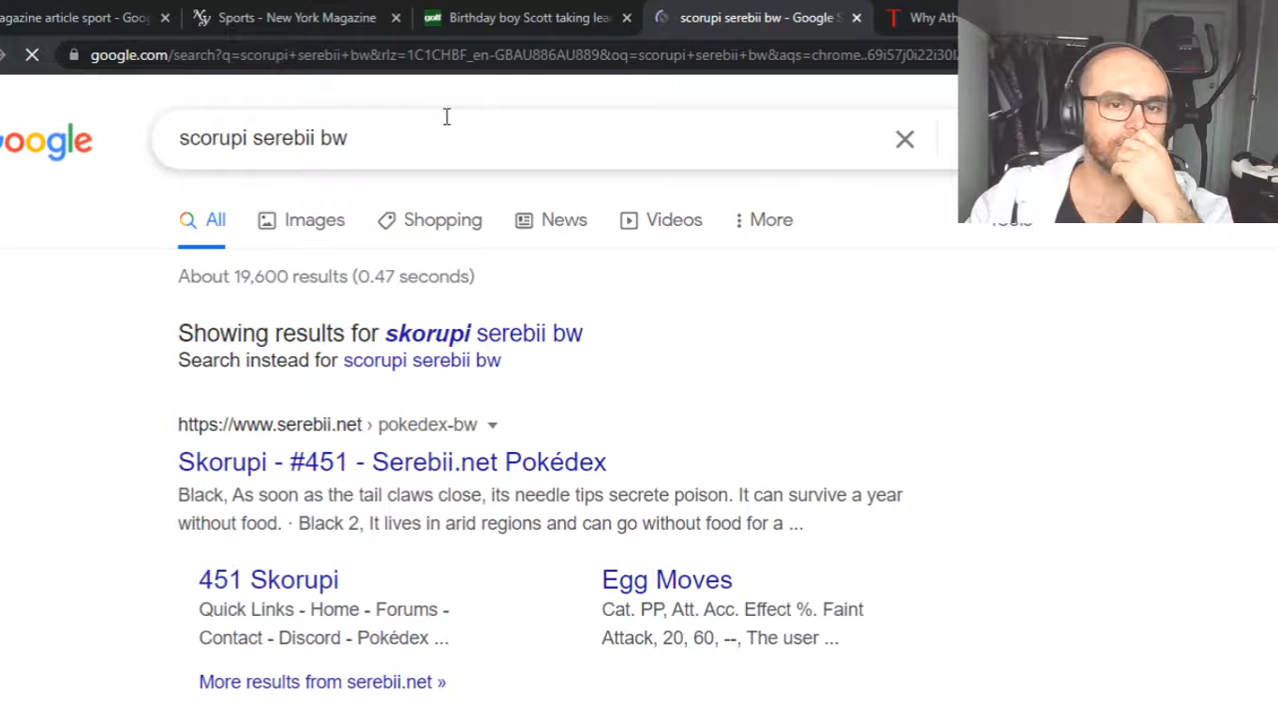 agazine article sport - Goog
Sports - New York Magazine
golf
Birthday boy Scott taking lea
scorupi serebii bw - Google S
T
Why Ath
google.com/search?q=scorupi+serebii+bw&rlz=1C1CHBF_en-GBAU886AU889&oq=scorupi+serebii+bw&aqs=chrome..69i57j0i22i30l
oogle
scorupi serebii bw
All
Images
Shopping
News
Videos
More
About 19,600 results (0.47 seconds)
Showing results for skorupi serebii bw
Search instead for scorupi serebii bw
https://www.serebii.net › pokedex-bw
Skorupi - #451 - Serebii.net Pokédex
Black, As soon as the tail claws close, its needle tips secrete poison. It can survive a year
without food. · Black 2, It lives in arid regions and can go without food for a ...
451 Skorupi
Quick Links - Home - Forums -
Contact - Discord - Pokédex ...
Egg Moves
Cat. PP, Att. Acc. Effect %. Faint
Attack, 20, 60, --, The user ...
More results from serebii.net »